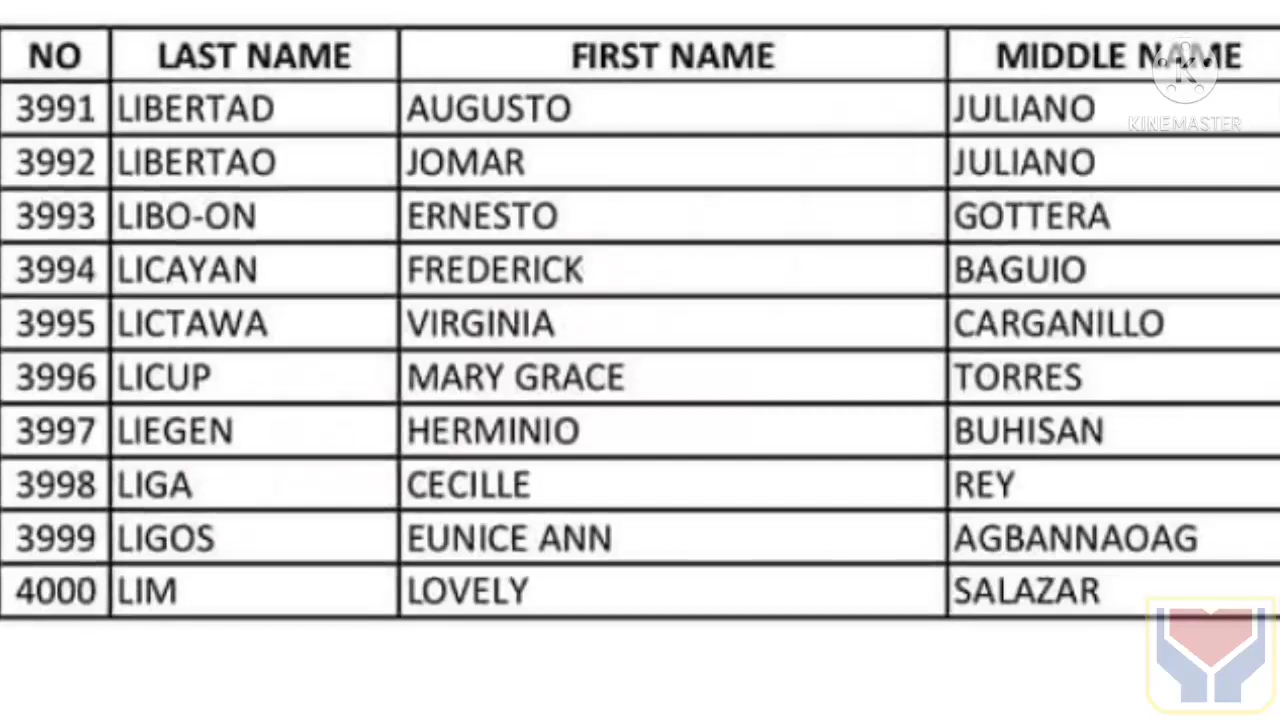 NO LAST NAME FIRST NAME MIDDLE NAME
3991 LIBERTAD AUGUSTO JULIANO
3992 LIBERTAO JOMAR JULIANO
3993 LIBO-ON ERNESTO GOTTERA
3994 LICAYAN FREDERICK BAGUIO
3995 LICTAWA VIRGINIA CARGANILLO
3996 LICUP MARY GRACE TORRES
3997 LIEGEN HERMINIO BUHISAN
3998 LIGA CECILLE REY
3999 LIGOS EUNICE ANN AGBANNAOAG
4000 LIM LOVELY SALAZAR
K
KINEMASTER